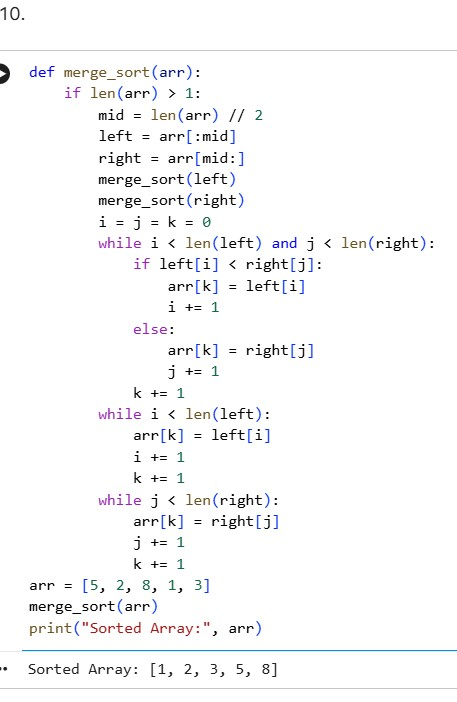 10.
def merge_sort(arr):
    if len(arr) > 1:
        mid = len(arr) // 2
        left = arr[:mid]
        right = arr[mid:]
        merge_sort(left)
        merge_sort(right)
        i = j = k = 0
        while i < len(left) and j < len(right):
            if left[i] < right[j]:
                arr[k] = left[i]
                i += 1
            else:
                arr[k] = right[j]
                j += 1
            k += 1
        while i < len(left):
            arr[k] = left[i]
            i += 1
            k += 1
        while j < len(right):
            arr[k] = right[j]
            j += 1
            k += 1
arr = [5, 2, 8, 1, 3]
merge_sort(arr)
print("Sorted Array:", arr)
Sorted Array: [1, 2, 3, 5, 8]